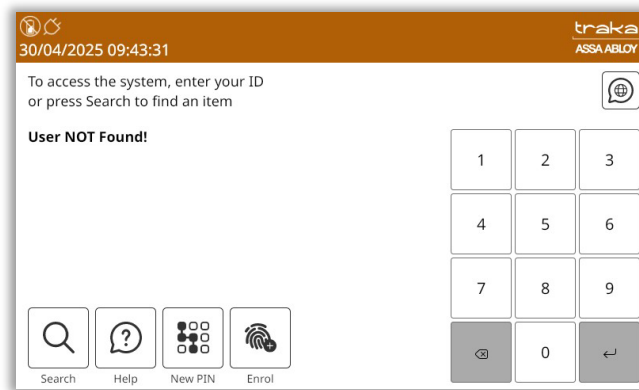 traka
30/04/2025 09:43:31
ASSA ABLOY
To access the system, enter your ID
or press Search to find an item
User NOT Found!
1 2 3
4 5 6
7 8 9
0
?
Search Help New PIN Enrol